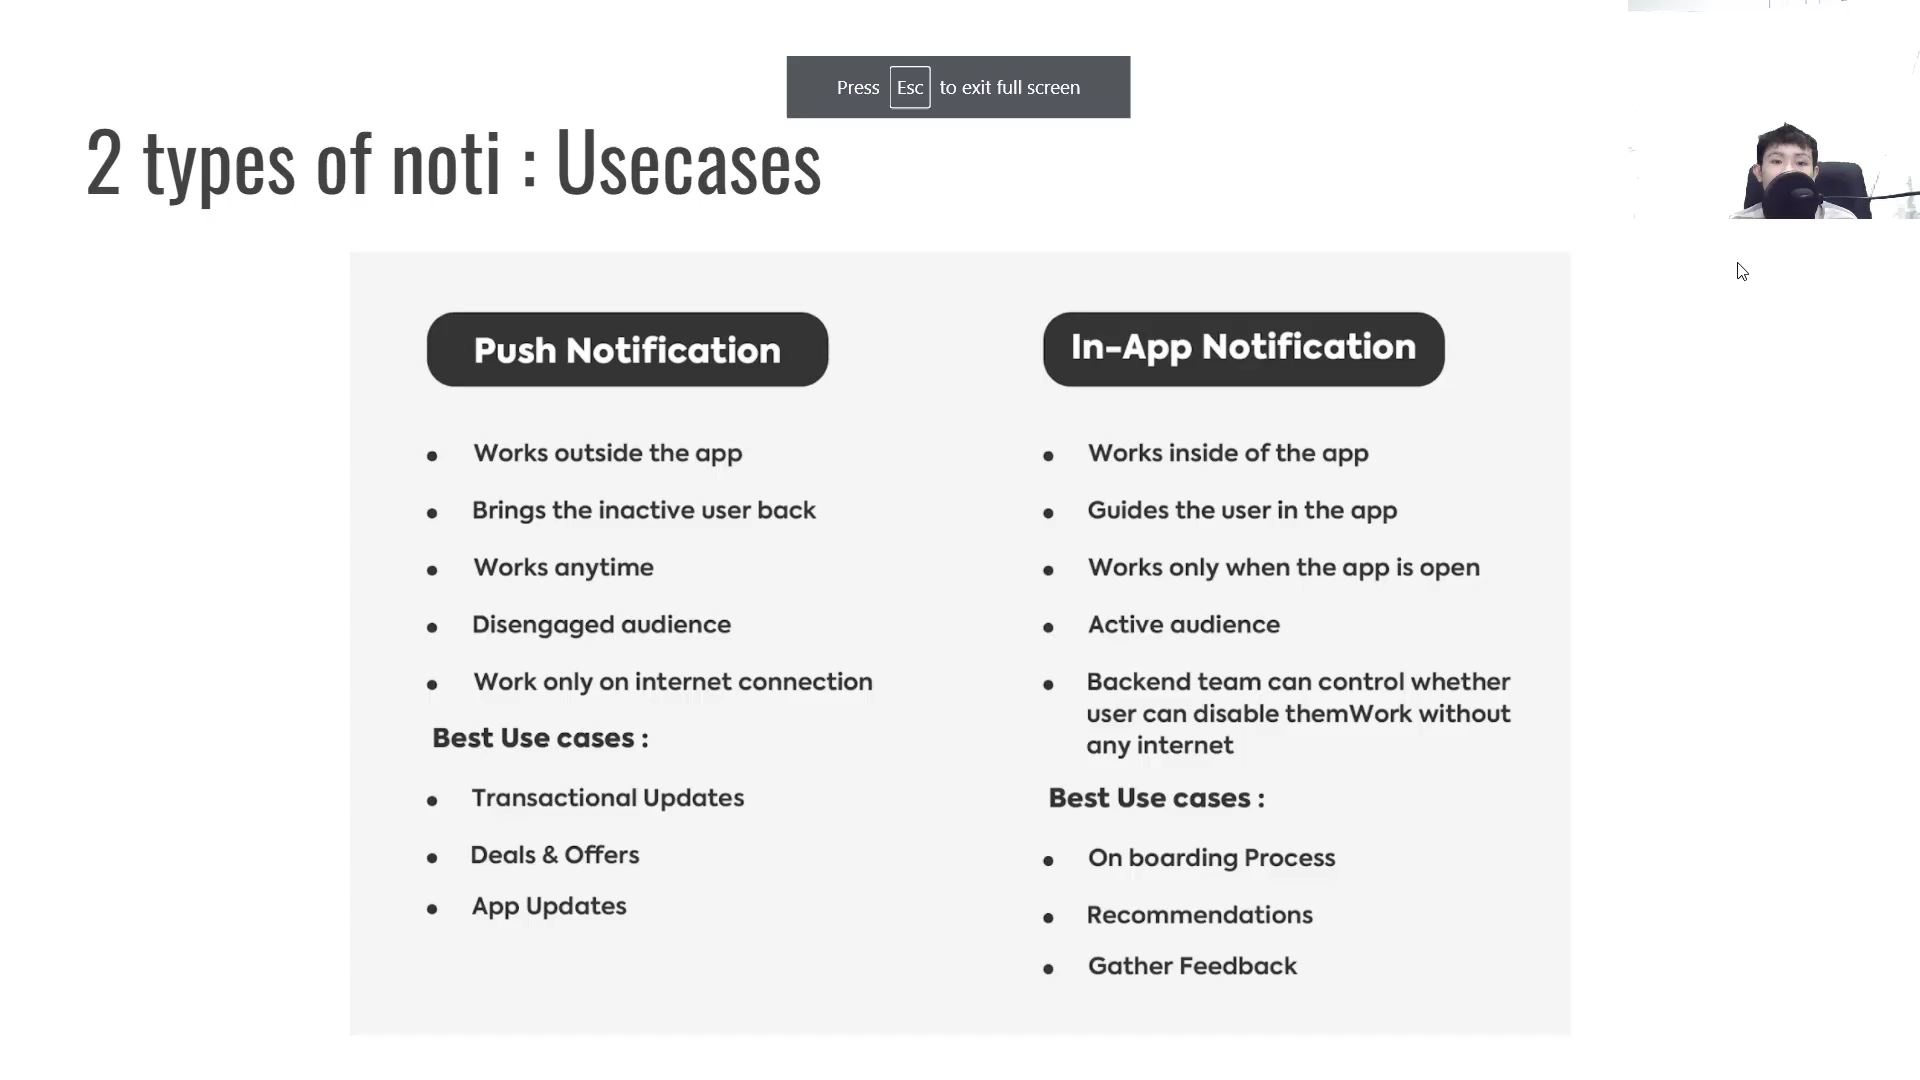 Press Esc to exit full screen
2 types of noti : Usecases
Push Notification
• Works outside the app
• Brings the inactive user back
• Works anytime
• Disengaged audience
• Work only on internet connection
Best Use cases :
• Transactional Updates
• Deals & Offers
• App Updates
In-App Notification
• Works inside of the app
• Guides the user in the app
• Works only when the app is open
• Active audience
• Backend team can control whether
user can disable themWork without
any internet
Best Use cases :
• On boarding Process
• Recommendations
• Gather Feedback